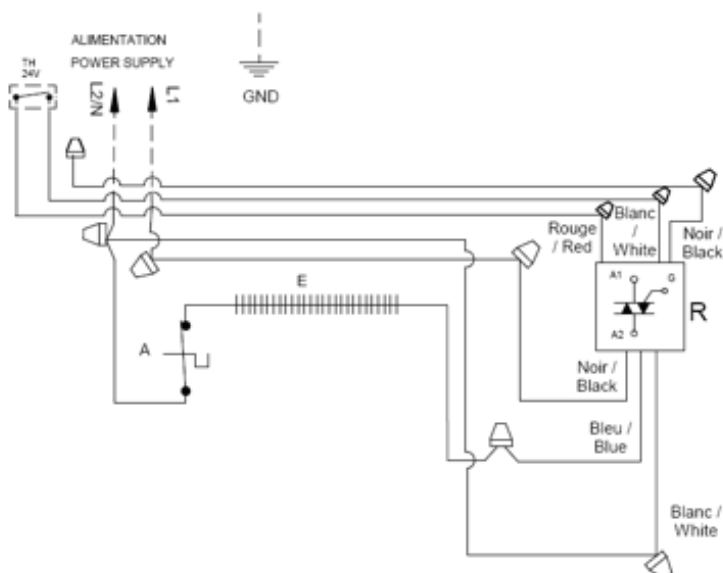 ALIMENTATION
POWER SUPPLY
TH
24V
L2/N
L1
GND
Rouge
/ Red
Blanc
/
White
Noir /
Black
A1
G
A2
R
E
A
Noir /
Black
Bleu /
Blue
Blanc /
White